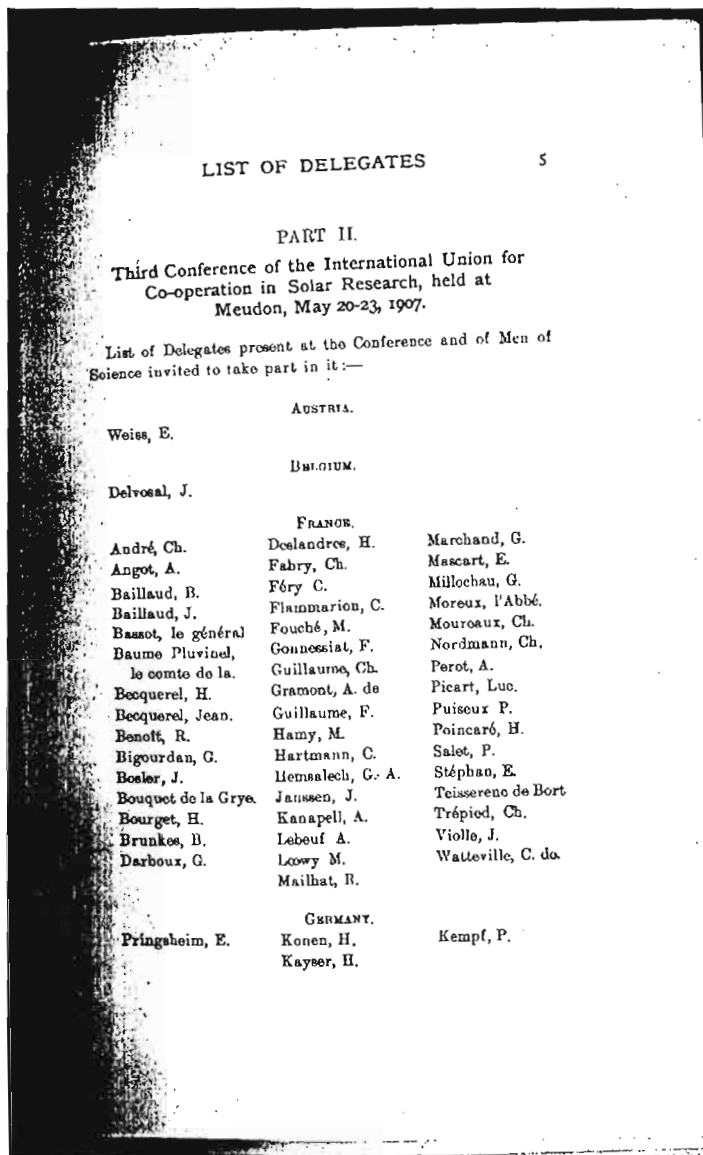 LIST OF DELEGATES 5
PART II.
Third Conference of the International Union for
Co-operation in Solar Research, held at
Meudon, May 20-23, 1907.
List of Delegates present at the Conference and of Men of
Science invited to take part in it :—
AUSTRIA.
Weiss, E.
BELGIUM.
Delvosal, J.
FRANCE.
André, Ch.
Angot, A.
Baillaud, B.
Baillaud, J.
Bassot, le général
Baume Pluvinel,
le comte de la.
Becquerel, H.
Becquerel, Jean.
Benoît, R.
Bigourdan, G.
Bosler, J.
Bouquet de la Grye.
Bourget, H.
Brunhes, B.
Darboux, G.
Deslandres, H.
Fabry, Ch.
Féry C.
Flammarion, C.
Fouché, M.
Gonnessiat, F.
Guillaume, Ch.
Gramont, A. de
Guillaume, F.
Hamy, M.
Hartmann, C.
Hemsalech, G. A.
Janssen, J.
Kanapell, A.
Lebeuf A.
Loewy M.
Mailhat, R.
Marchand, G.
Mascart, E.
Millochau, G.
Moreux, l'Abbé.
Moureaux, Ch.
Nordmann, Ch.
Perot, A.
Picart, Luc.
Puiseux P.
Poincaré, H.
Salet, P.
Stéphan, E.
Teisserenc de Bort
Trépied, Ch.
Violle, J.
Watteville, C. de.
GERMANY.
Pringsheim, E.
Konen, H.
Kayser, H.
Kempf, P.